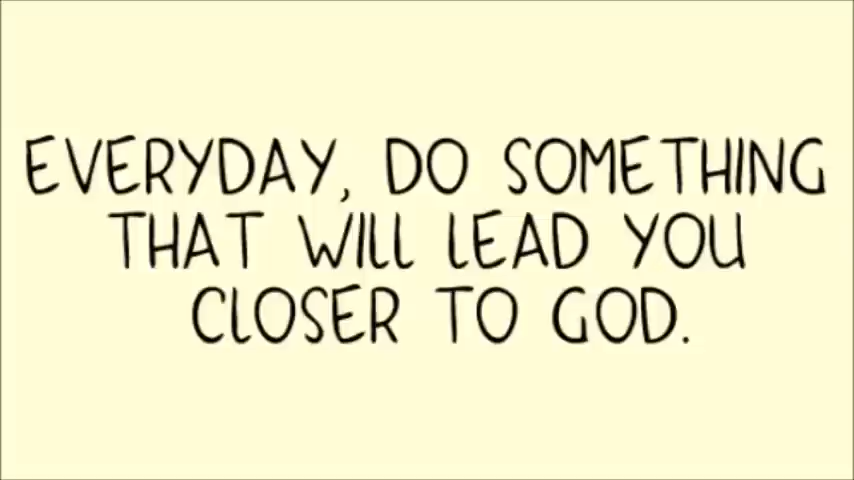 EVERYDAY, DO SOMETHING
THAT WILL LEAD YOU
CLOSER TO GOD.